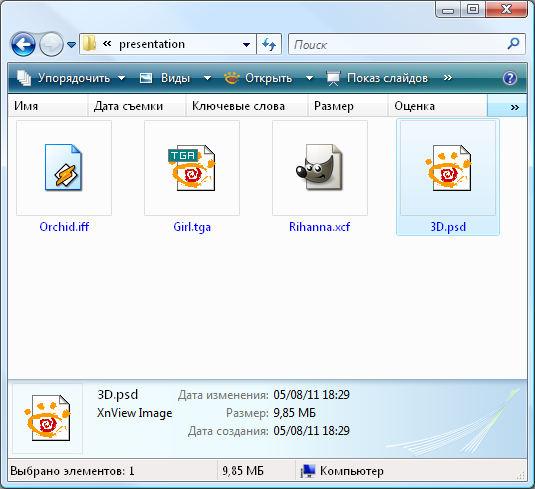 « presentation
Поиск
Упорядочить Виды Открыть Показ слайдов » ?
Имя Дата съемки Ключевые слова Размер Оценка »
TGA
Orchid.iff Girl.tga Rihanna.xcf 3D.psd
3D.psd Дата изменения: 05/08/11 18:29
XnView Image Размер: 9,85 МБ
Дата создания: 05/08/11 18:29
Выбрано элементов: 1 9,85 МБ Компьютер